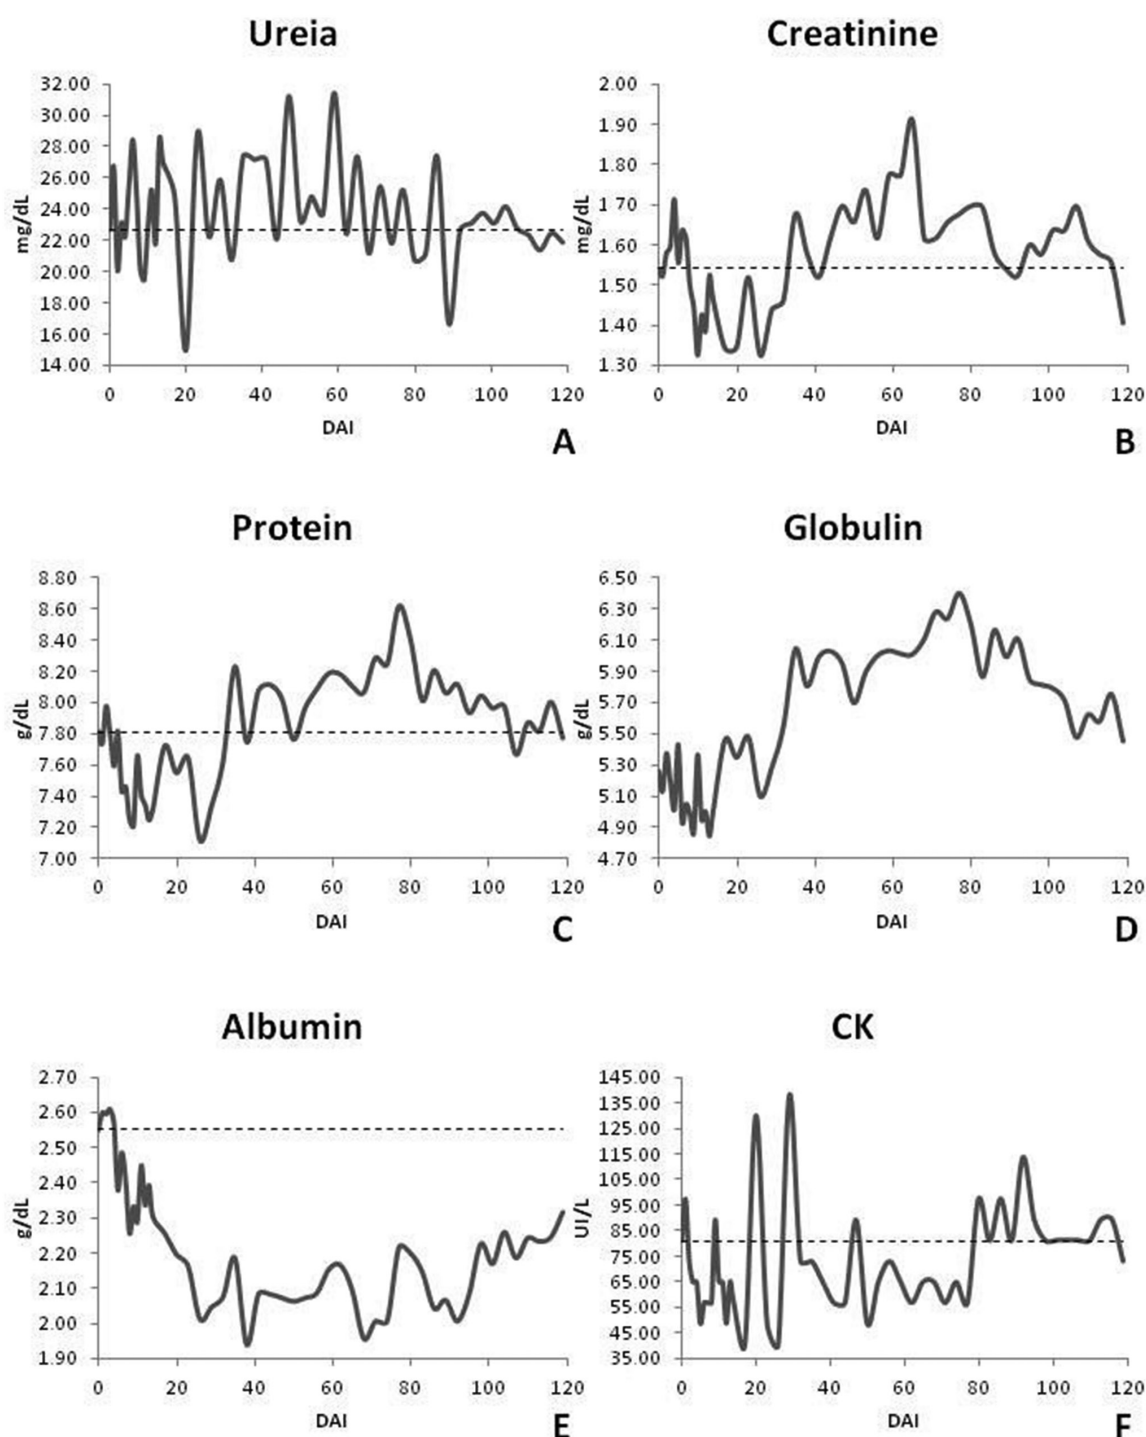 Ureia
32.00
30.00
28.00
26.00
24.00
22.00
20.00
18.00
16.00
14.00
mg/dL
0 20 40 60 80 100 120
DAI
A
Creatinine
2.00
1.90
1.80
1.70
1.60
1.50
1.40
1.30
mg/dL
0 20 40 60 80 100 120
DAI
B
Protein
8.80
8.60
8.40
8.20
8.00
7.80
7.60
7.40
7.20
7.00
g/dL
0 20 40 60 80 100 120
DAI
C
Globulin
6.50
6.30
6.10
5.90
5.70
5.50
5.30
5.10
4.90
4.70
g/dL
0 20 40 60 80 100 120
DAI
D
Albumin
2.70
2.60
2.50
2.40
2.30
2.20
2.10
2.00
1.90
g/dL
0 20 40 60 80 100 120
DAI
E
CK
145.00
135.00
125.00
115.00
105.00
95.00
85.00
75.00
65.00
55.00
45.00
35.00
UI/L
0 20 40 60 80 100 120
DAI
F